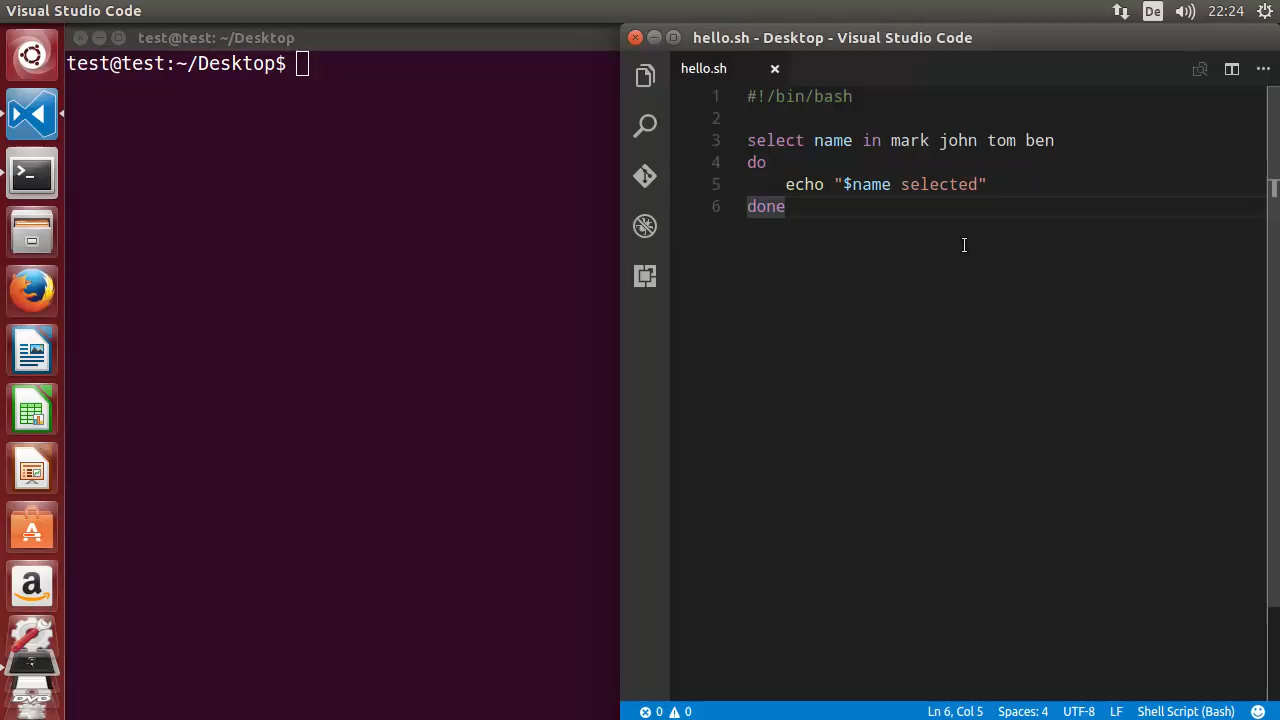 Visual Studio Code
De
22:24
test@test: ~/Desktop
test@test:~/Desktop$
hello.sh - Desktop - Visual Studio Code
hello.sh
1 #!/bin/bash
2
3 select name in mark john tom ben
4 do
5     echo "$name selected"
6 done
0 0
Ln 6, Col 5
Spaces: 4
UTF-8
LF
Shell Script (Bash)
A
a
DVD